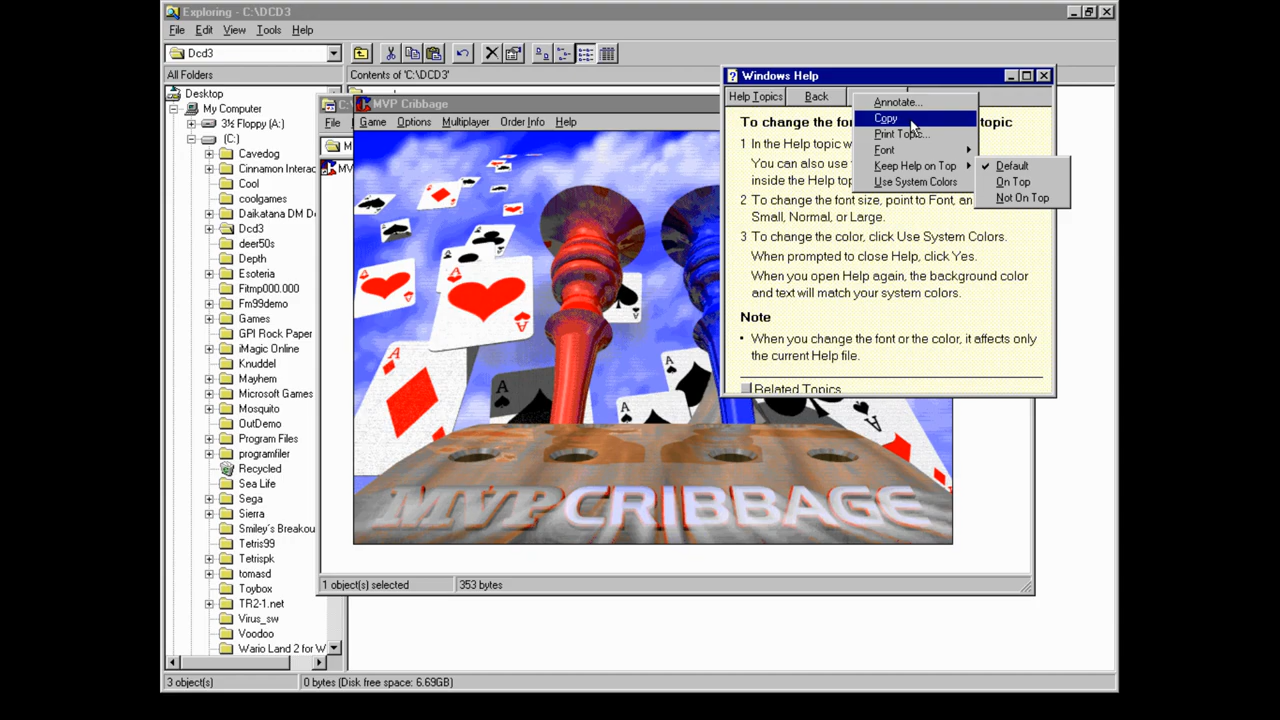 Exploring - C:\DCD3
File Edit View Tools Help
Dcd3
All Folders
Contents of 'C:\DCD3'
Desktop
My Computer
3½ Floppy (A:)
(C:)
Cavedog
Cinnamon Interac
Cool
coolgames
Daikatana DM De
Dcd3
deer50s
Depth
Esoteria
Fitmp000.000
Fm99demo
Games
GPI Rock Paper
iMagic Online
Knuddel
Mayhem
Microsoft Games
Mosquito
OutDemo
Program Files
programfiler
Recycled
Sea Life
Sega
Sierra
Smiley's Breakou
Tetris99
Tetrispk
tomasd
Toybox
TR2-1.net
Virus_sw
Voodoo
Wario Land 2 for W
3 object(s)
0 bytes (Disk free space: 6.69GB)
C:\
File
M
MV
1 object(s) selected
353 bytes
MVP Cribbage
Game Options Multiplayer Order Info Help
A
A
A
A
A
MVP CRIBBAGE
Windows Help
Help Topics Back
To change the for topic
1 In the Help topic w
You can also use
inside the Help top
2 To change the font size, point to Font, an
Small, Normal, or Large.
3 To change the color, click Use System Colors.
When prompted to close Help, click Yes.
When you open Help again, the background color
and text will match your system colors.
Note
• When you change the font or the color, it affects only
the current Help file.
Related Topics
Annotate...
Copy
Print Topic...
Font
Keep Help on Top
Use System Colors
Default
On Top
Not On Top